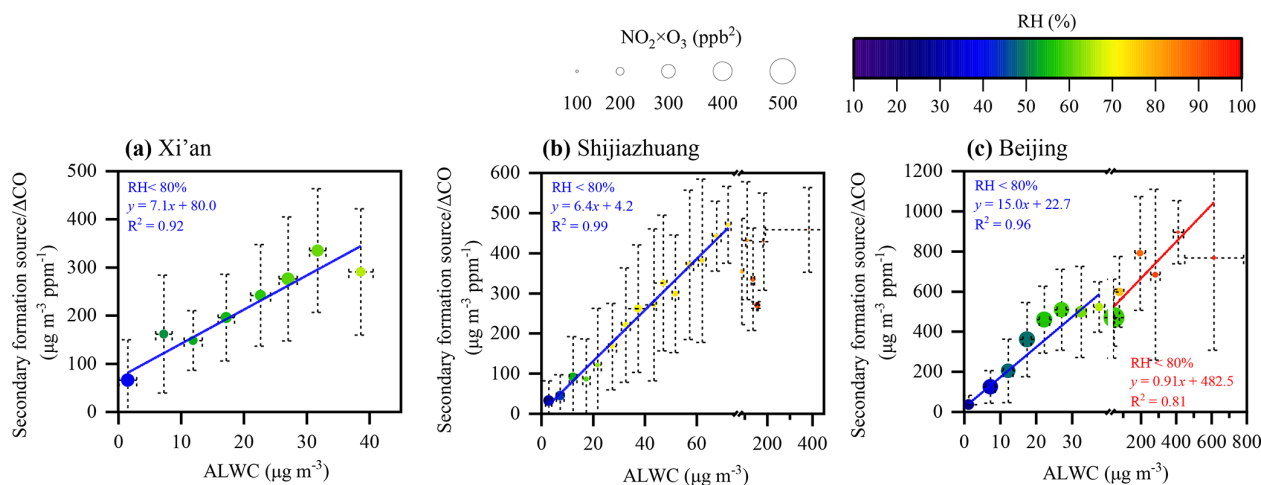 NO₂×O₃ (ppb²)
100 200 300 400 500
RH (%)
10 20 30 40 50 60 70 80 90 100
(a) Xi’an
Secondary formation source/ΔCO
(μg m⁻³ ppm⁻¹)
500
400
300
200
100
0
RH< 80%
y = 7.1x + 80.0
R² = 0.92
0 10 20 30 40
ALWC (μg m⁻³)
(b) Shijiazhuang
Secondary formation source/ΔCO
(μg m⁻³ ppm⁻¹)
600
500
400
300
200
100
0
RH < 80%
y = 6.4x + 4.2
R² = 0.99
0 20 40 60 80 200 400
ALWC (μg m⁻³)
(c) Beijing
Secondary formation source/ΔCO
(μg m⁻³ ppm⁻¹)
1200
1000
800
600
400
200
0
RH < 80%
y = 15.0x + 22.7
R² = 0.96
RH < 80%
y = 0.91x + 482.5
R² = 0.81
0 10 20 30 200 400 600 800
ALWC (μg m⁻³)